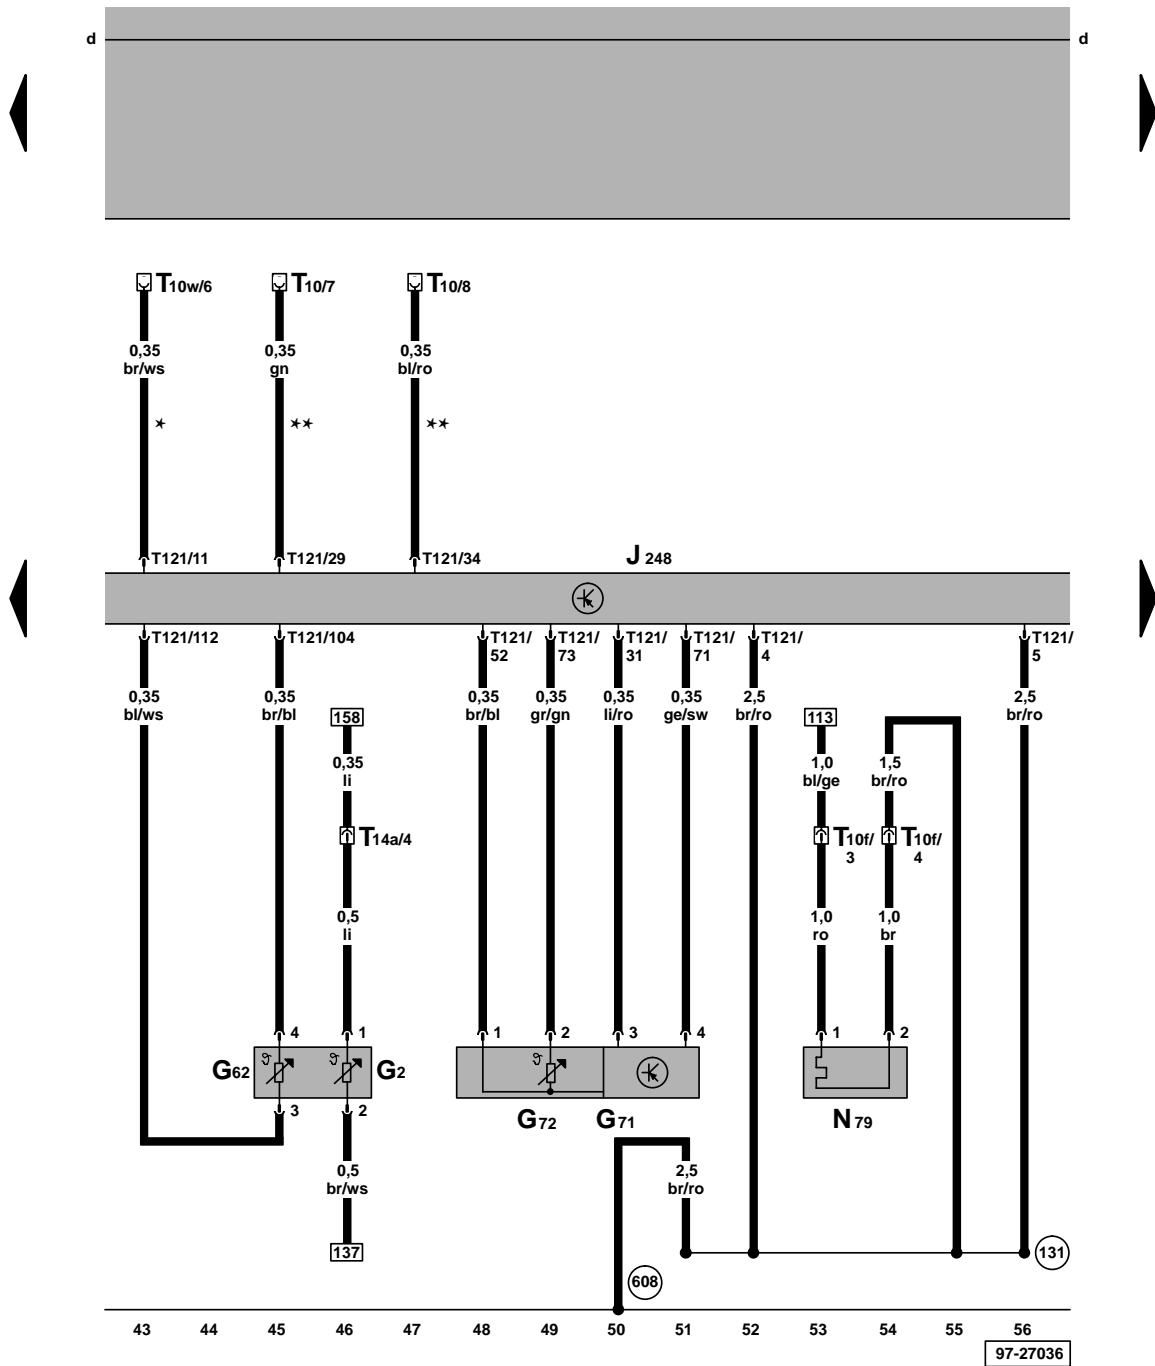 d d
T10w/6 T10/7 T10/8
0,35 0,35 0,35
br/ws gn bl/ro
* ** **
T121/11 T121/29 T121/34 J 248
T121/112 T121/104 T121/ T121/ T121/ T121/ T121/ T121/
52 73 31 71 4 5
0,35 0,35 0,35 0,35 0,35 0,35 2,5 2,5
bl/ws br/bl br/bl gr/gn li/ro ge/sw br/ro br/ro
158 113
0,35 1,0 1,5
li bl/ge br/ro
T14a/4 T10f/ T10f/
3 4
0,5 1,0 1,0
li ro br
4 1 1 2 3 4 1 2
G62 G2
3 2
G72 G71 N79
0,5 2,5
br/ws br/ro
137 131
608
43 44 45 46 47 48 49 50 51 52 53 54 55 56
97-27036